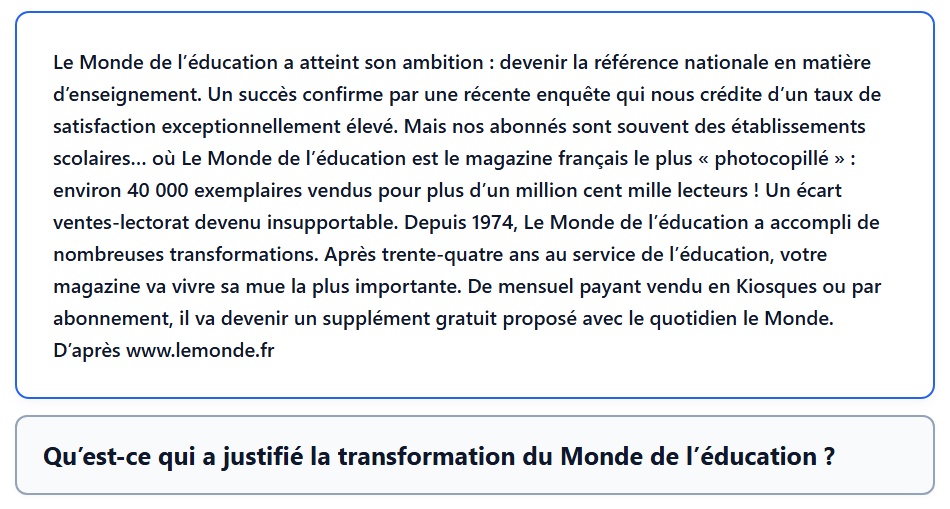 Le Monde de l’éducation a atteint son ambition : devenir la référence nationale en matière
d’enseignement. Un succès confirme par une récente enquête qui nous crédite d’un taux de
satisfaction exceptionnellement élevé. Mais nos abonnés sont souvent des établissements
scolaires... où Le Monde de l’éducation est le magazine français le plus « photocopillé » :
environ 40 000 exemplaires vendus pour plus d’un million cent mille lecteurs ! Un écart
ventes-lectorat devenu insupportable. Depuis 1974, Le Monde de l’éducation a accompli de
nombreuses transformations. Après trente-quatre ans au service de l’éducation, votre
magazine va vivre sa mue la plus importante. De mensuel payant vendu en Kiosques ou par
abonnement, il va devenir un supplément gratuit proposé avec le quotidien le Monde.
D’après www.lemonde.fr
Qu’est-ce qui a justifié la transformation du Monde de l’éducation ?